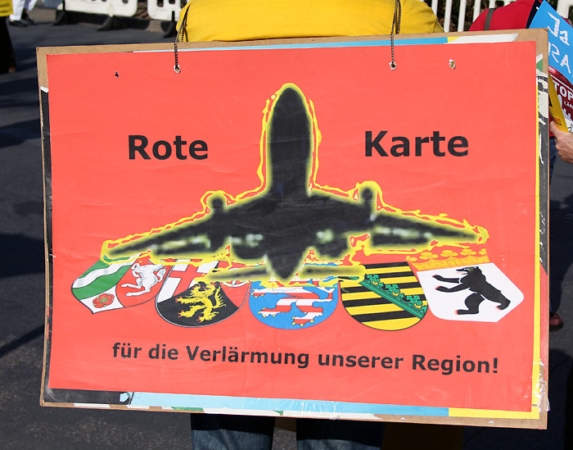 Rote Karte
für die Verlärmung unserer Region!